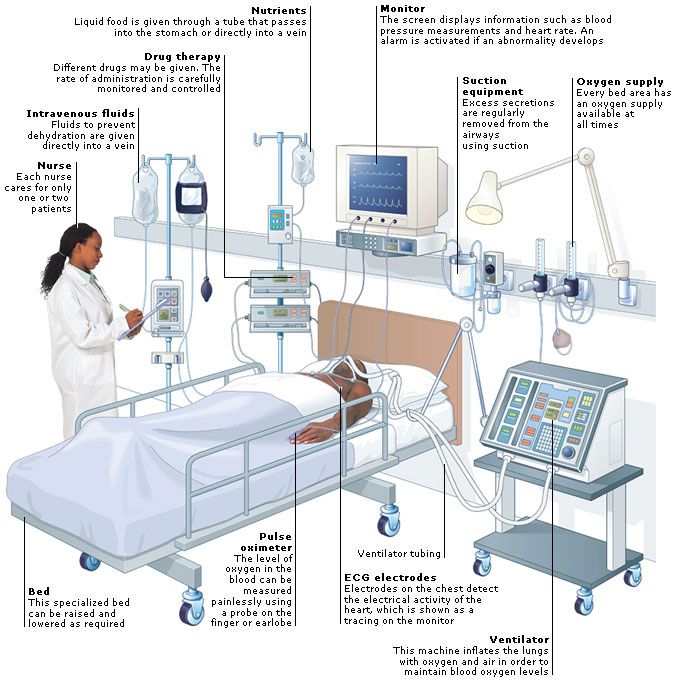 Nutrients
Liquid food is given through a tube that passes
into the stomach or directly into a vein
Monitor
The screen displays information such as blood
pressure measurements and heart rate. An
alarm is activated if an abnormality develops
Drug therapy
Different drugs may be given. The
rate of administration is carefully
monitored and controlled
Suction
equipment
Excess secretions
are regularly
removed from the
airways
using suction
Oxygen supply
Every bed area has
an oxygen supply
available at
all times
Intravenous fluids
Fluids to prevent
dehydration are given
directly into a vein
Nurse
Each nurse
cares for only
one or two
patients
Bed
This specialized bed
can be raised and
lowered as required
Pulse
oximeter
The level of
oxygen in the
blood can be
measured
painlessly using
a probe on the
finger or earlobe
Ventilator tubing
ECG electrodes
Electrodes on the chest detect
the electrical activity of the
heart, which is shown as a
tracing on the monitor
Ventilator
This machine inflates the lungs
with oxygen and air in order to
maintain blood oxygen levels